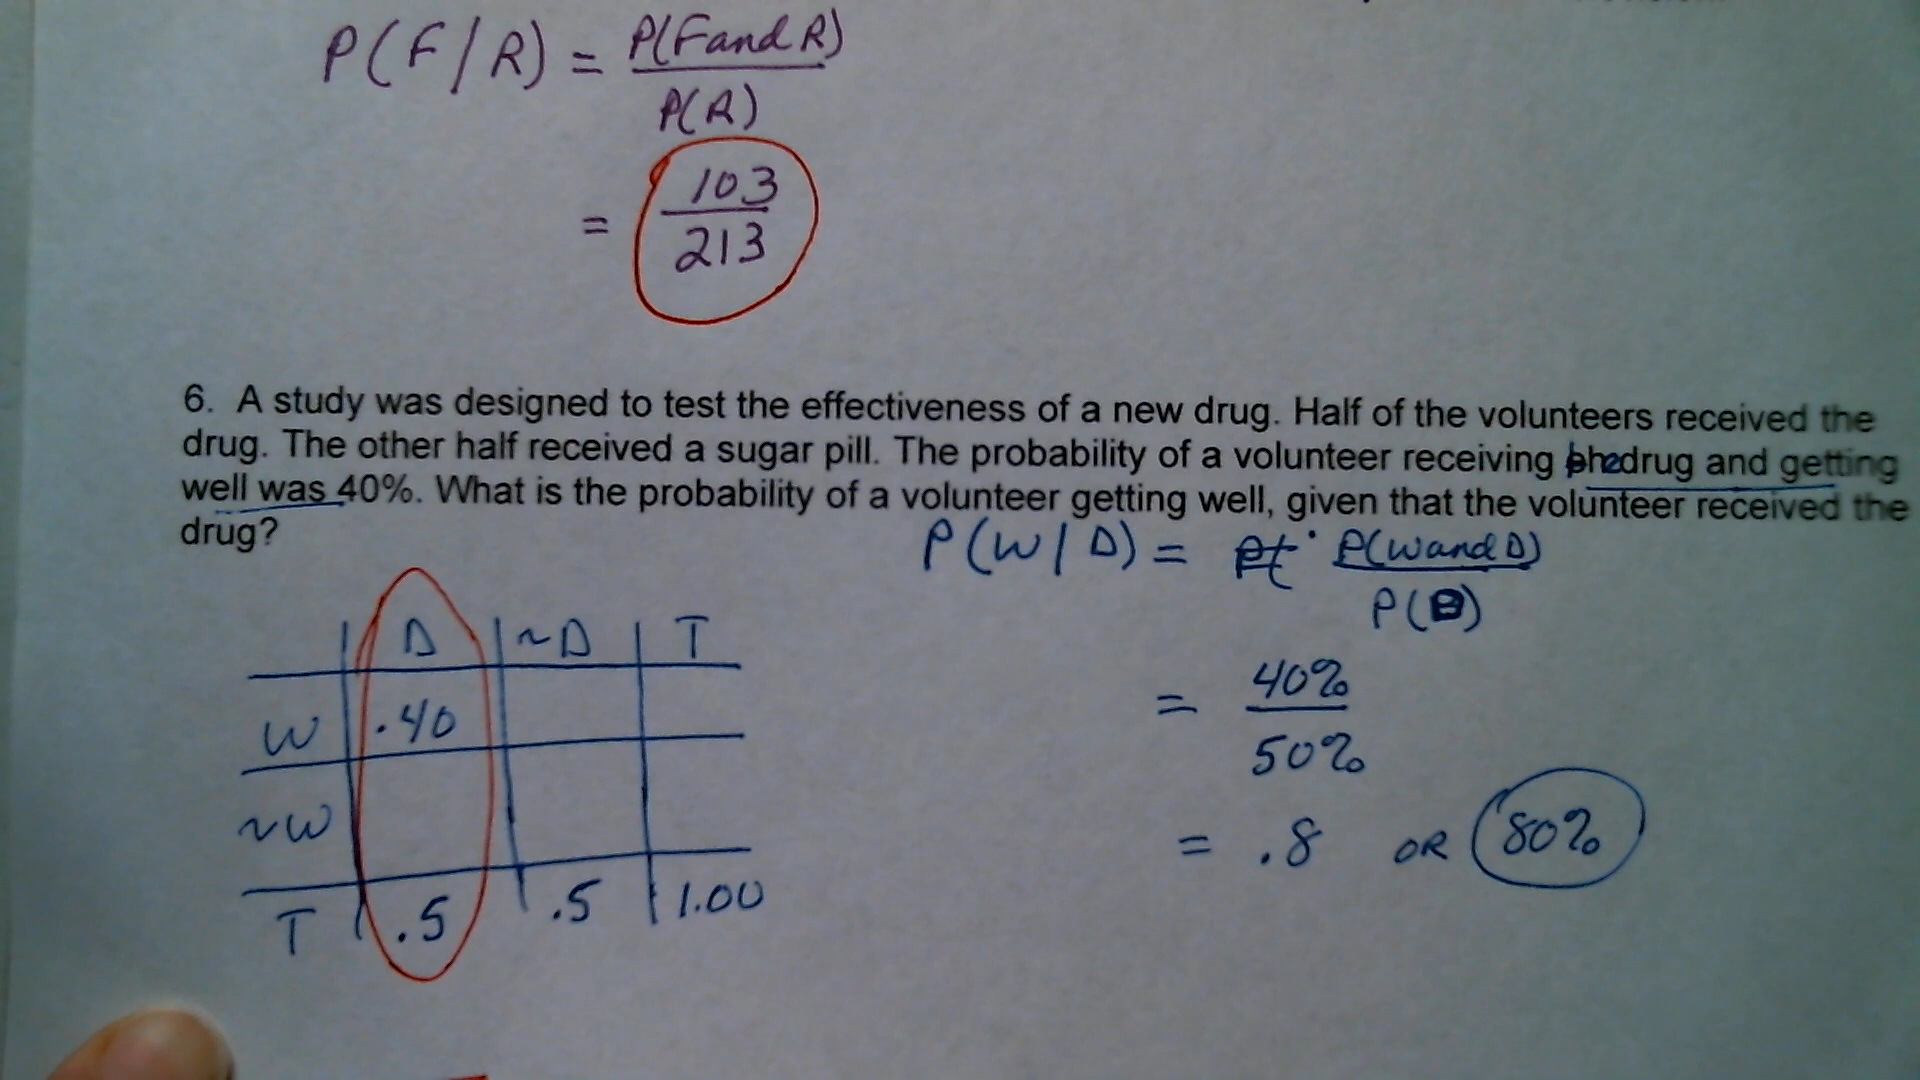 P(F/R) = P(F and R)
P(R)
= 103
213
6. A study was designed to test the effectiveness of a new drug. Half of the volunteers received the
drug. The other half received a sugar pill. The probability of a volunteer receiving the drug and getting
well was 40%. What is the probability of a volunteer getting well, given that the volunteer received the
drug?
P(W/D) = P(W and D)
P(D)
D ~D T
W .40
~W
T .5 .5 1.00
= 40%
50%
= .8 OR 80%